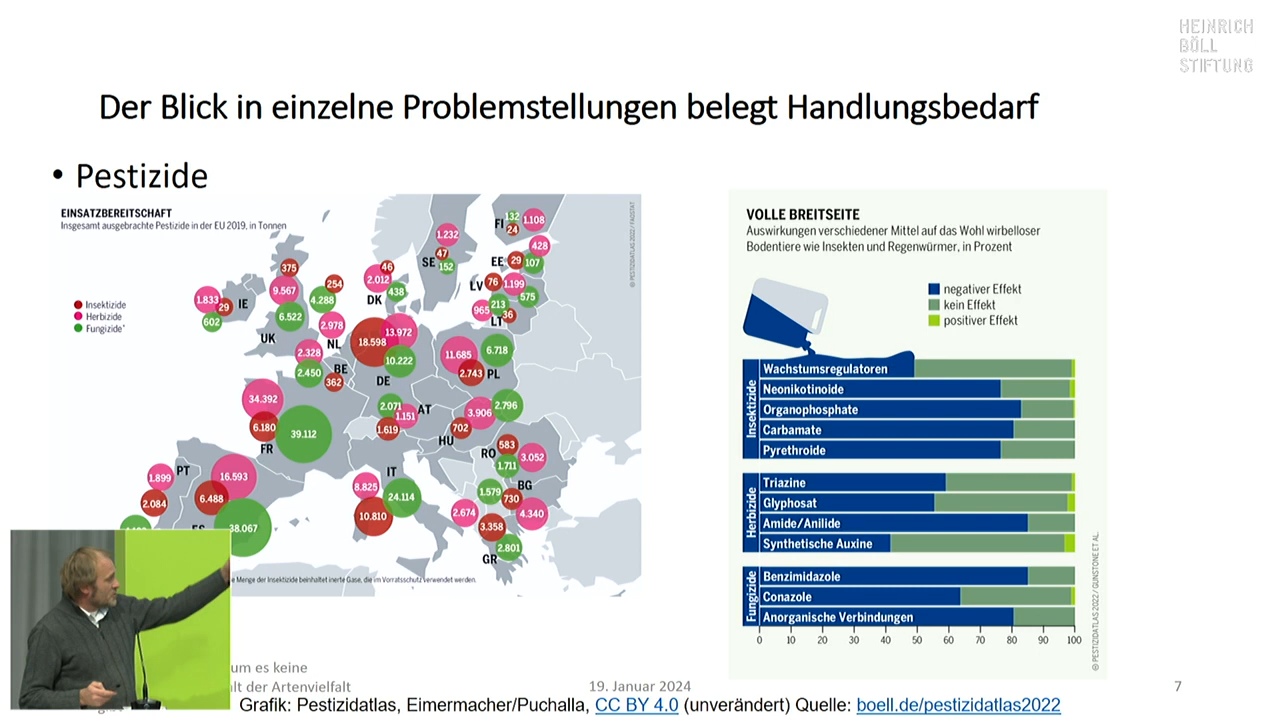 HEINRICH
BÖLL
STIFTUNG
Der Blick in einzelne Problemstellungen belegt Handlungsbedarf
• Pestizide
EINSATZBEREITSCHAFT
Insgesamt ausgebrachte Pestizide in der EU 2019, in Tonnen
Insektizide
Herbizide
Fungizide*
© PESTIZIDATLAS 2022 / FAOSTAT
FI
132
1.108
24
1.232
SE
47
152
428
EE
29
107
LV
76
1.199
575
965
213
LT
36
375
9.567
6.522
UK
1.833
29
IE
602
254
4.288
2.978
NL
46
2.012
DK
438
2.328
2.450
BE
362
18.598
13.972
10.222
DE
11.685
6.718
2.743
PL
34.392
6.180
39.112
FR
2.071
1.151
AT
1.619
3.906
2.796
702
HU
583
RO
3.052
1.711
PT
1.899
2.084
16.593
6.488
38.067
IT
8.825
24.114
10.810
1.579
BG
730
4.340
2.674
3.358
2.801
GR
e Menge der Insektizide beinhaltet inerte Gase, die im Vorratsschutz verwendet werden.
VOLLE BREITSEITE
Auswirkungen verschiedener Mittel auf das Wohl wirbelloser
Bodentiere wie Insekten und Regenwürmer, in Prozent
negativer Effekt
kein Effekt
positiver Effekt
Insektizide
Wachstumsregulatoren
Neonikotinoide
Organophosphate
Carbamate
Pyrethroide
Herbizide
Triazine
Glyphosat
Amide/Anilide
Synthetische Auxine
Fungizide
Benzimidazole
Conazole
Anorganische Verbindungen
0 10 20 30 40 50 60 70 80 90 100
© PESTIZIDATLAS 2022 / GUNSTONE ET AL.
um es keine
lt der Artenvielfalt
19. Januar 2024
7
Grafik: Pestizidatlas, Eimermacher/Puchalla, CC BY 4.0 (unverändert) Quelle: boell.de/pestizidatlas2022